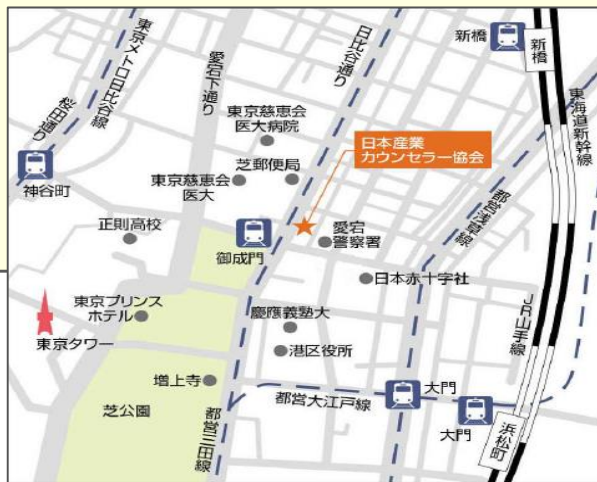 新橋
新橋
東京メトロ日比谷線
桜田通り
愛宕下通り
日比谷通り
東海道新幹線
東京慈恵会
医大病院
日本産業
カウンセラー協会
芝郵便局
神谷町
東京慈恵会
医大
都営浅草線
正則高校
御成門
愛宕
警察署
日本赤十字社
東京プリンス
ホテル
慶應義塾大
JR山手線
東京タワー
港区役所
増上寺
大門
都営大江戸線
芝公園
都営三田線
大門
浜松町